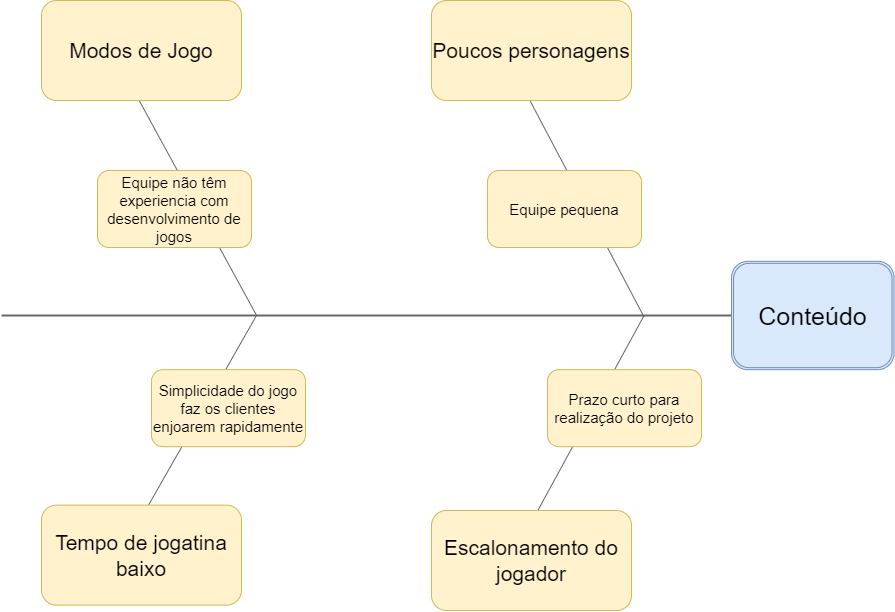 Modos de Jogo
Poucos personagens
Equipe não têm
experiencia com
desenvolvimento de
jogos
Equipe pequena
Conteúdo
Simplicidade do jogo
faz os clientes
enjoarem rapidamente
Prazo curto para
realização do projeto
Tempo de jogatina
baixo
Escalonamento do
jogador